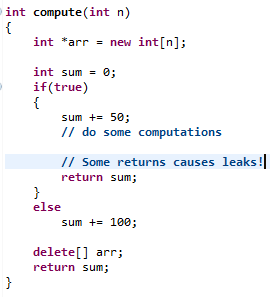 int compute(int n)
{
    int *arr = new int[n];

    int sum = 0;
    if(true)
    {
        sum += 50;
        // do some computations

        // Some returns causes leaks!
        return sum;
    }
    else
        sum += 100;

    delete[] arr;
    return sum;
}